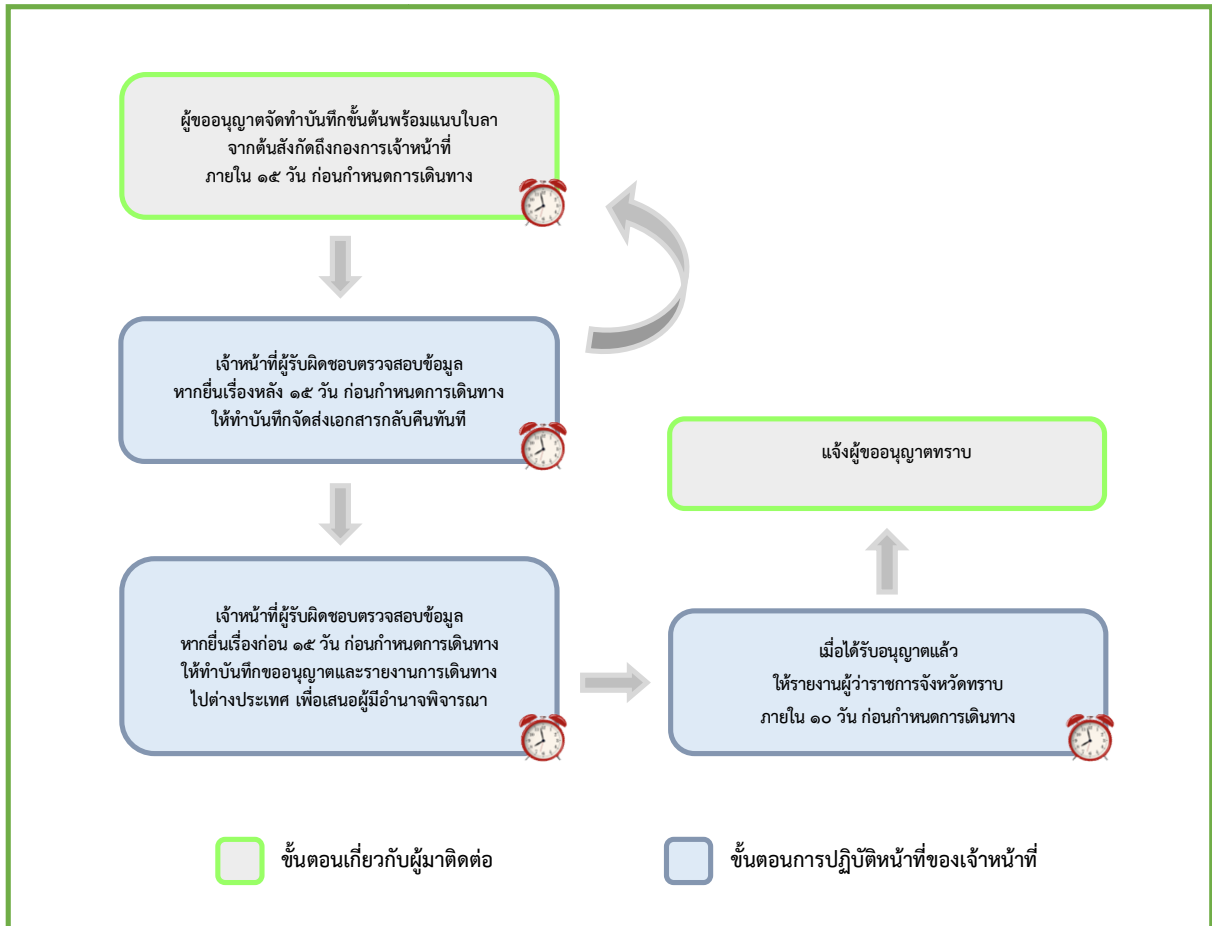 ผู้ขออนุญาตจัดทำบันทึกขั้นต้นพร้อมแนบใบลา
จากต้นสังกัดถึงกองการเจ้าหน้าที่
ภายใน ๑๕ วัน ก่อนกำหนดการเดินทาง
เจ้าหน้าที่ผู้รับผิดชอบตรวจสอบข้อมูล
หากยื่นเรื่องหลัง ๑๕ วัน ก่อนกำหนดการเดินทาง
ให้ทำบันทึกจัดส่งเอกสารกลับคืนทันที
เจ้าหน้าที่ผู้รับผิดชอบตรวจสอบข้อมูล
หากยื่นเรื่องก่อน ๑๕ วัน ก่อนกำหนดการเดินทาง
ให้ทำบันทึกขออนุญาตและรายงานการเดินทาง
ไปต่างประเทศ เพื่อเสนอผู้มีอำนาจพิจารณา
เมื่อได้รับอนุญาตแล้ว
ให้รายงานผู้ว่าราชการจังหวัดทราบ
ภายใน ๑๐ วัน ก่อนกำหนดการเดินทาง
แจ้งผู้ขออนุญาตทราบ
ขั้นตอนเกี่ยวกับผู้มาติดต่อ
ขั้นตอนการปฏิบัติหน้าที่ของเจ้าหน้าที่